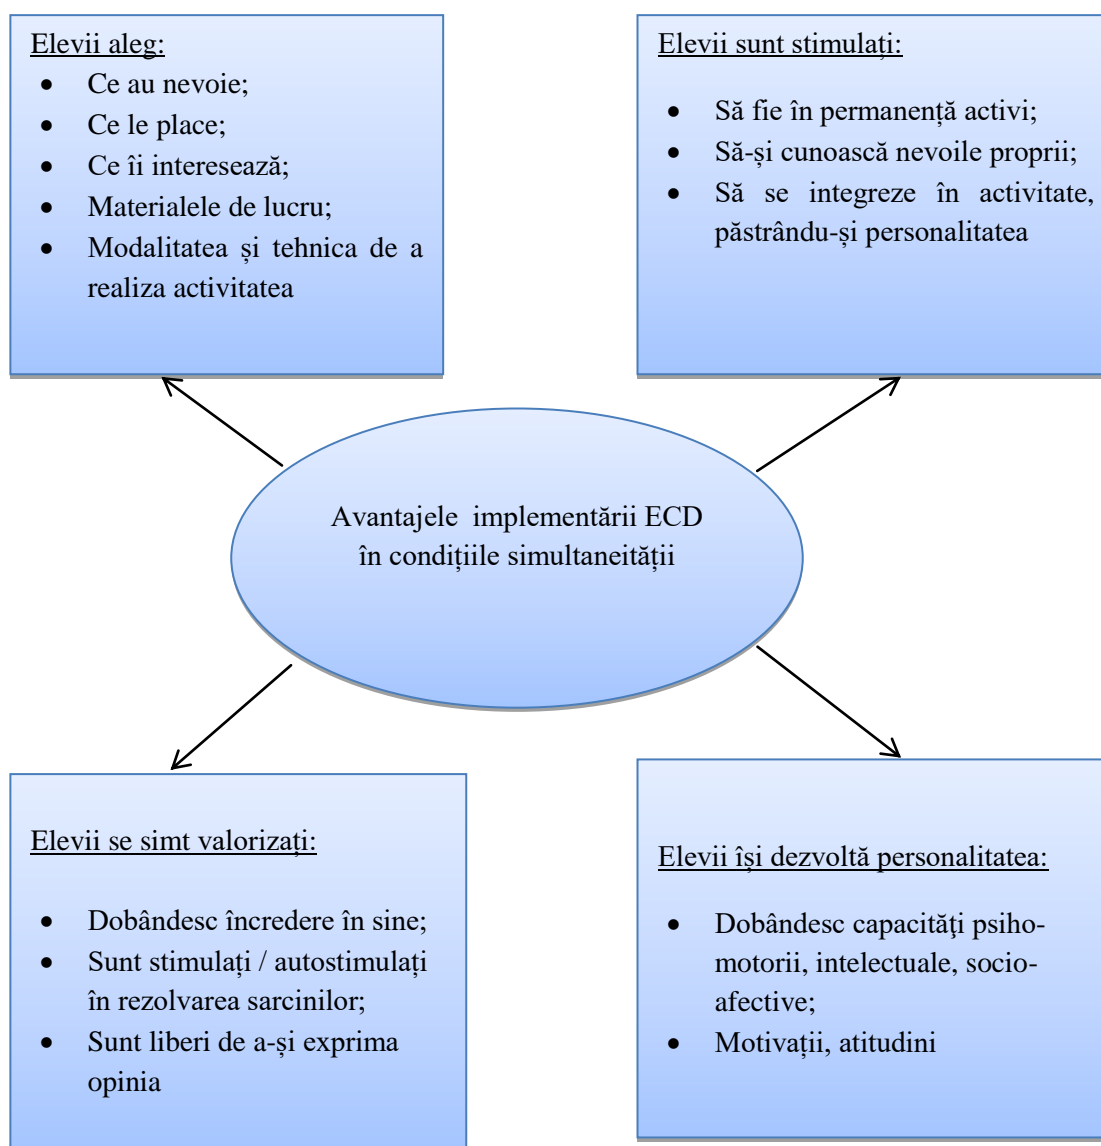 Elevii aleg:
• Ce au nevoie;
• Ce le place;
• Ce îi interesează;
• Materialele de lucru;
• Modalitatea și tehnica de a
realiza activitatea
Elevii sunt stimulați:
• Să fie în permanență activi;
• Să-și cunoască nevoile proprii;
• Să se integreze în activitate,
păstrându-și personalitatea
Avantajele implementării ECD
în condițiile simultaneității
Elevii se simt valorizați:
• Dobândesc încredere în sine;
• Sunt stimulați / autostimulați
în rezolvarea sarcinilor;
• Sunt liberi de a-și exprima
opinia
Elevii își dezvoltă personalitatea:
• Dobândesc capacităţi psiho-
motorii, intelectuale, socio-
afective;
• Motivații, atitudini